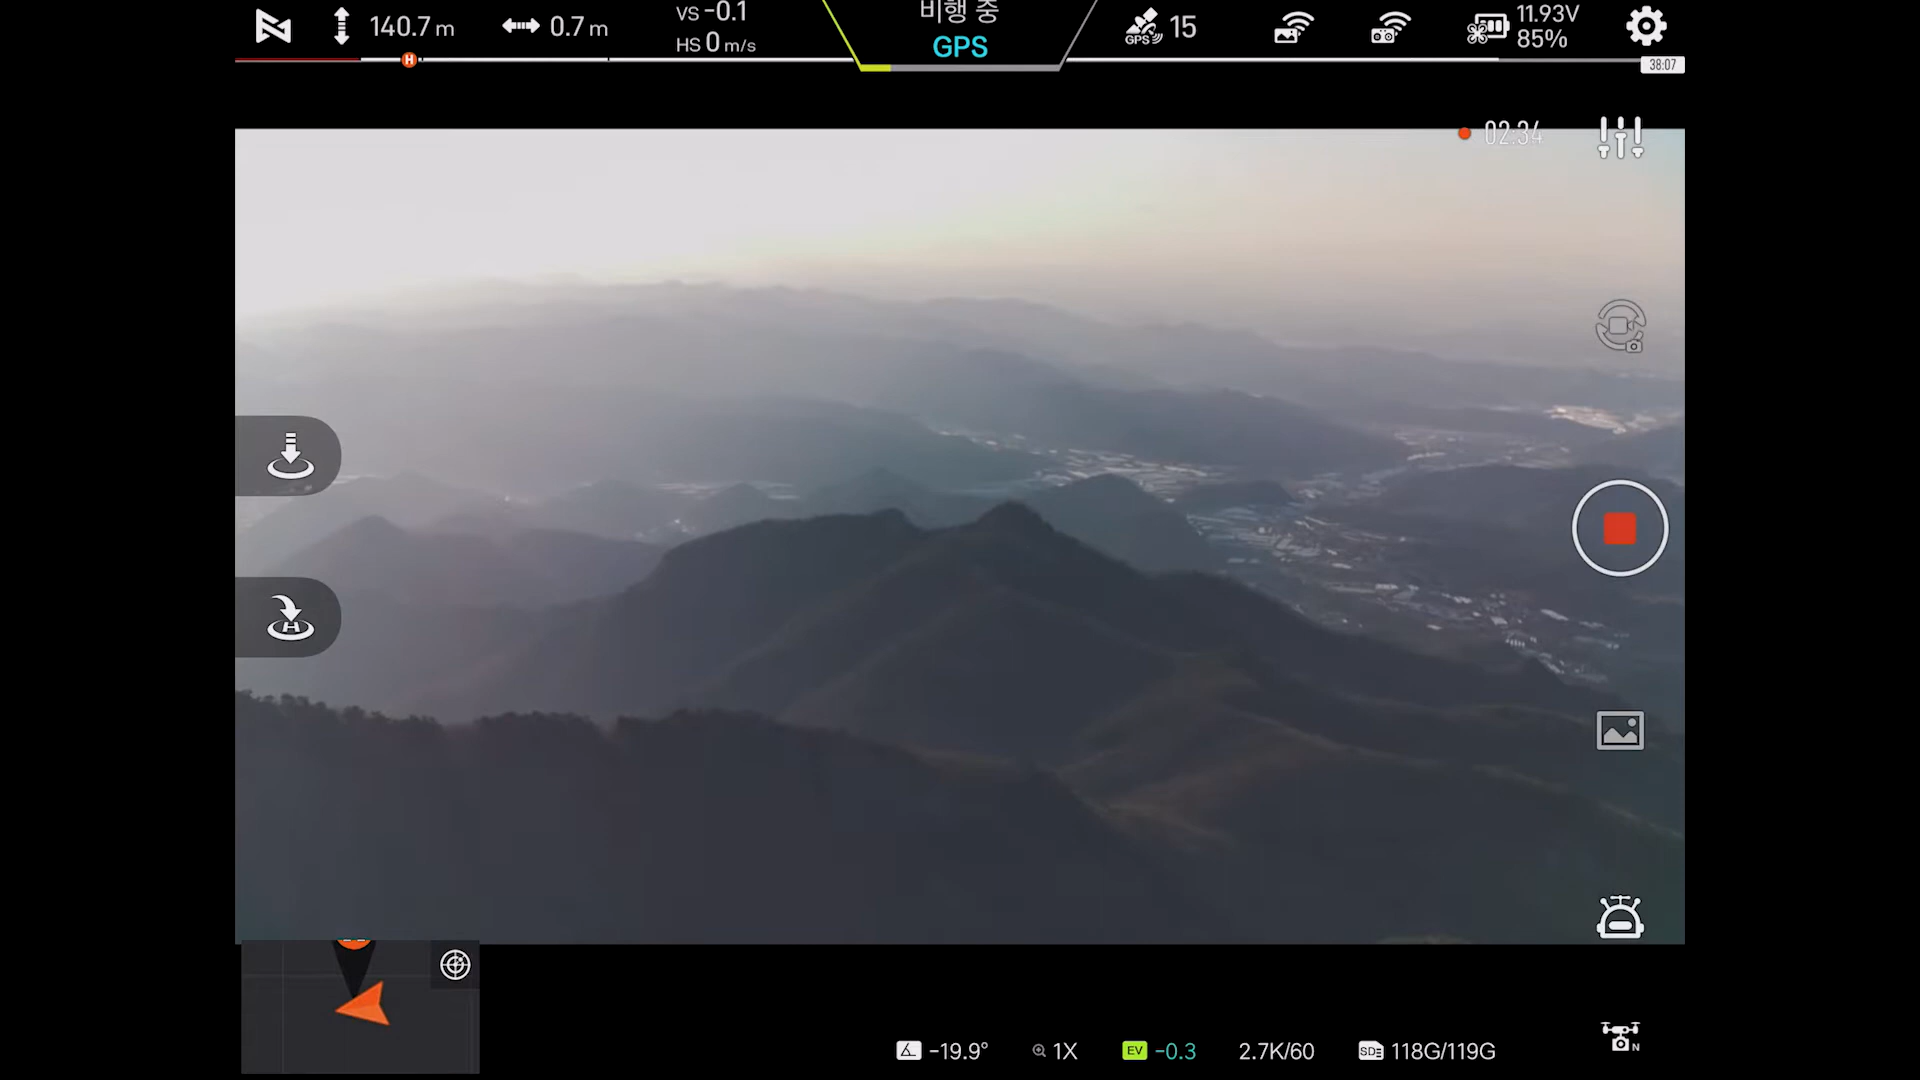 140.7 m
0.7 m
VS -0.1
HS 0 m/s
비행 중
GPS
GPS
15
11.93V
85%
38:07
H
02:34
H
-19.9°
1X
EV -0.3
2.7K/60
SD 118G/119G
N